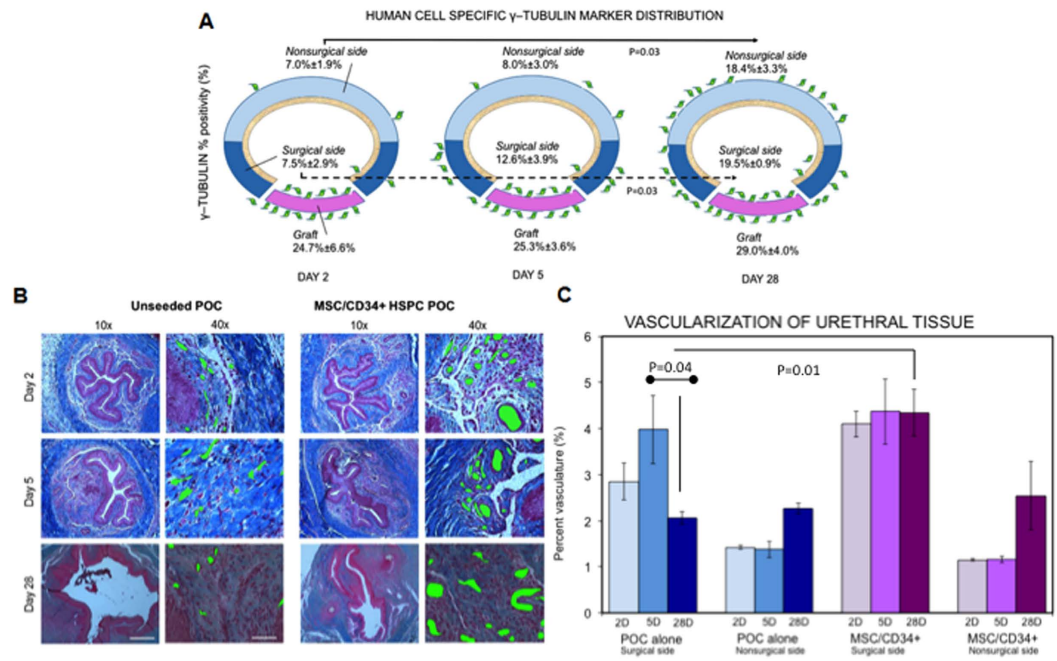 A
HUMAN CELL SPECIFIC γ–TUBULIN MARKER DISTRIBUTION
γ–TUBULIN % positivity (%)
P=0.03
Nonsurgical side
7.0%±1.9%
Nonsurgical side
8.0%±3.0%
Nonsurgical side
18.4%±3.3%
Surgical side
7.5%±2.9%
Surgical side
12.6%±3.9%
Surgical side
19.5%±0.9%
P=0.03
Graft
24.7%±6.6%
Graft
25.3%±3.6%
Graft
29.0%±4.0%
DAY 2
DAY 5
DAY 28
B
Unseeded POC
MSC/CD34+ HSPC POC
10x
40x
10x
40x
Day 2
Day 5
Day 28
C
VASCULARIZATION OF URETHRAL TISSUE
Percent vasculature (%)
6
5
4
3
2
1
0
P=0.04
P=0.01
2D 5D 28D
2D 5D 28D
2D 5D 28D
2D 5D 28D
POC alone
Surgical side
POC alone
Nonsurgical side
MSC/CD34+
Surgical side
MSC/CD34+
Nonsurgical side